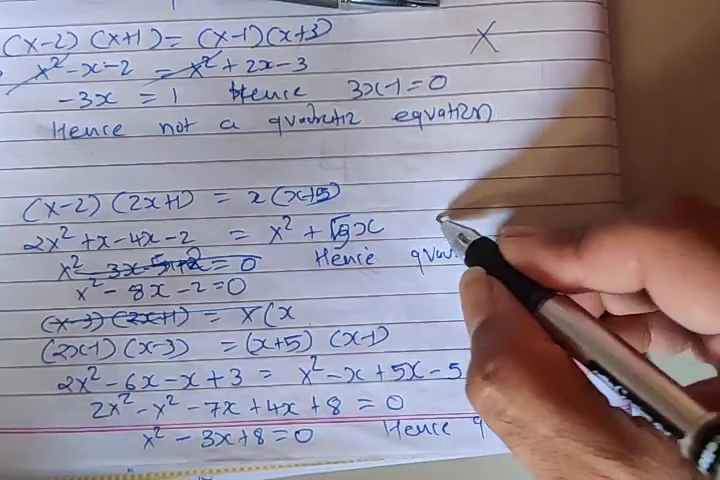 (x-2) (x+1) = (x-1)(x+3)
x² - x - 2 = x² + 2x - 3
-3x = 1 Hence 3x-1=0
Hence not a quadratic equation
(x-2) (2x+1) = x (x+5)
2x² + x - 4x - 2 = x² + 5x
x² - 3x - 5x + 2 = 0 Hence
x² - 8x - 2 = 0
(x-3) (2x+1) = x (x
(2x-1) (x-3) = (x+5) (x-1)
2x² - 6x - x + 3 = x² - x + 5x - 5
2x² - x² - 7x + 4x + 8 = 0
x² - 3x + 8 = 0 Hence q